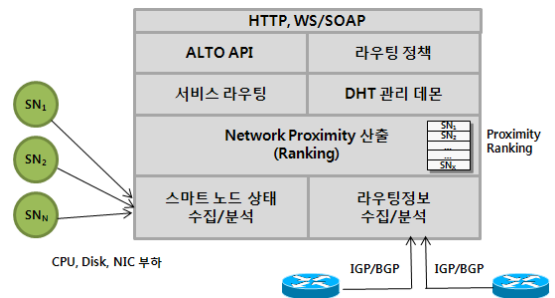 HTTP, WS/SOAP
ALTO API
라우팅 정책
서비스 라우팅
DHT 관리 데몬
Network Proximity 산출
(Ranking)
SN₁
SN₂
...
...
SNₓ
Proximity
Ranking
SN₁
SN₂
SN_N
스마트 노드 상태
수집/분석
라우팅정보
수집/분석
CPU, Disk, NIC 부하
IGP/BGP
IGP/BGP